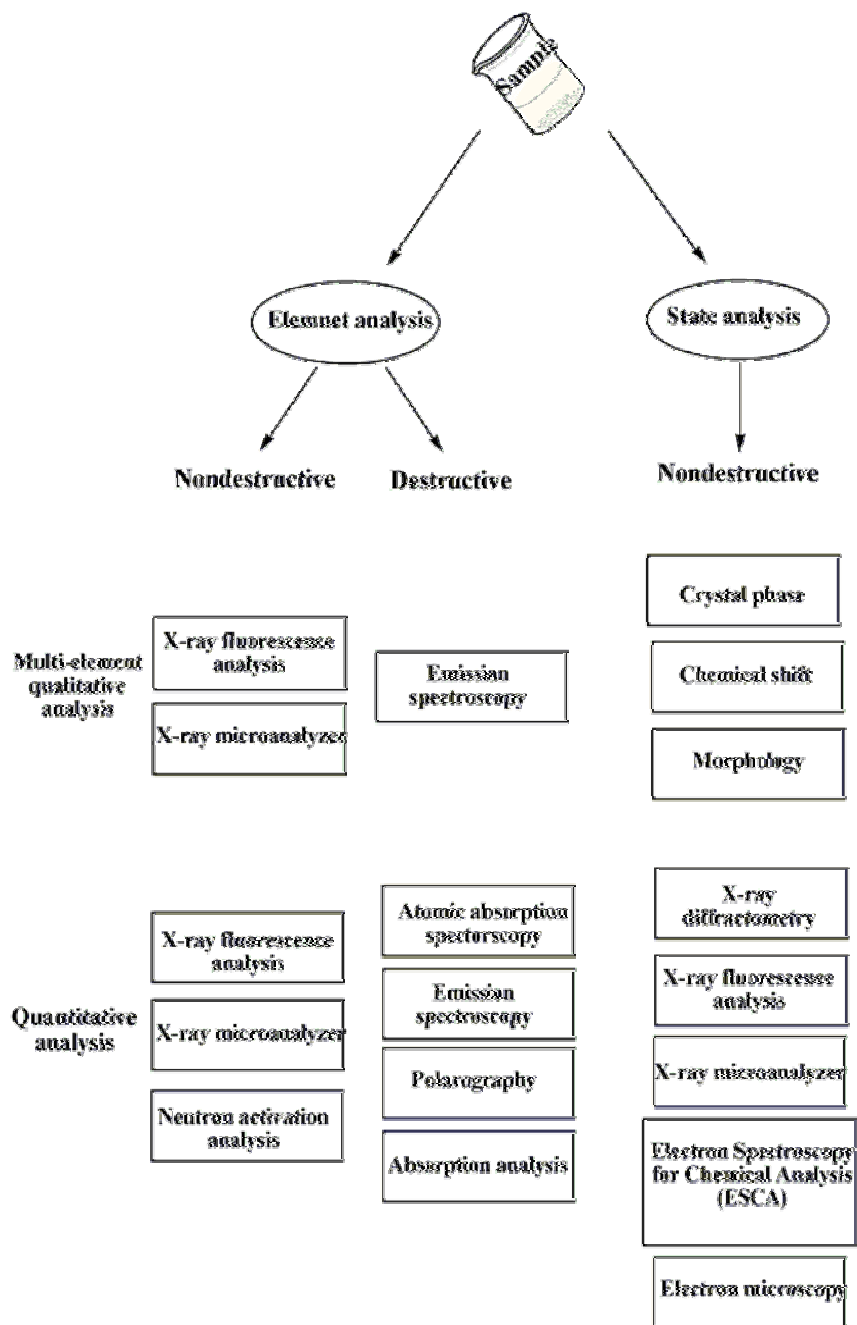 Sample
Elemnet analysis
State analysis
Nondestructive
Destructive
Nondestructive
Multi-element
qualitative
analysis
X-ray fluorescence
analysis
X-ray microanalyzer
Emission
spectroscopy
Crystal phase
Chemical shift
Morphology
Quantitative
analysis
X-ray fluorescence
analysis
X-ray microanalyzer
Neutron activation
analysis
Atomic absorption
spectorscopy
Emission
spectroscopy
Polarography
Absorption analysis
X-ray
diffractometry
X-ray fluorescence
analysis
X-ray microanalyzer
Electron Spectroscopy
for Chemical Analysis
(ESCA)
Electron microscopy